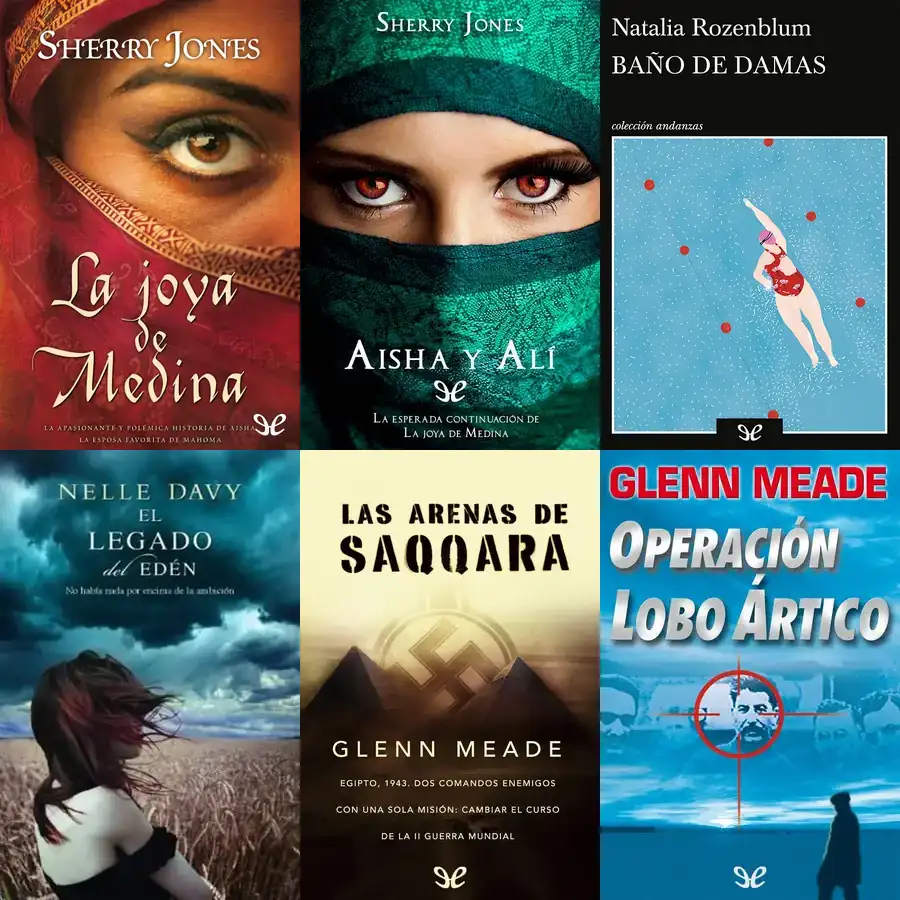 SHERRY JONES
La joya
de
Medina
LA APASIONANTE Y POLÉMICA HISTORIA DE AISHA,
LA ESPOSA FAVORITA DE MAHOMA
SHERRY JONES
AISHA Y ALÍ
LA ESPERADA CONTINUACIÓN DE
LA JOYA DE MEDINA
Natalia Rozenblum
BAÑO DE DAMAS
colección andanzas
NELLE DAVY
EL
LEGADO
del EDÉN
No había nada por encima de la ambición
LAS ARENAS DE
SAQQARA
GLENN MEADE
EGIPTO, 1943. DOS COMANDOS ENEMIGOS
CON UNA SOLA MISIÓN: CAMBIAR EL CURSO
DE LA II GUERRA MUNDIAL
GLENN MEADE
OPERACIÓN
LOBO ÁRTICO